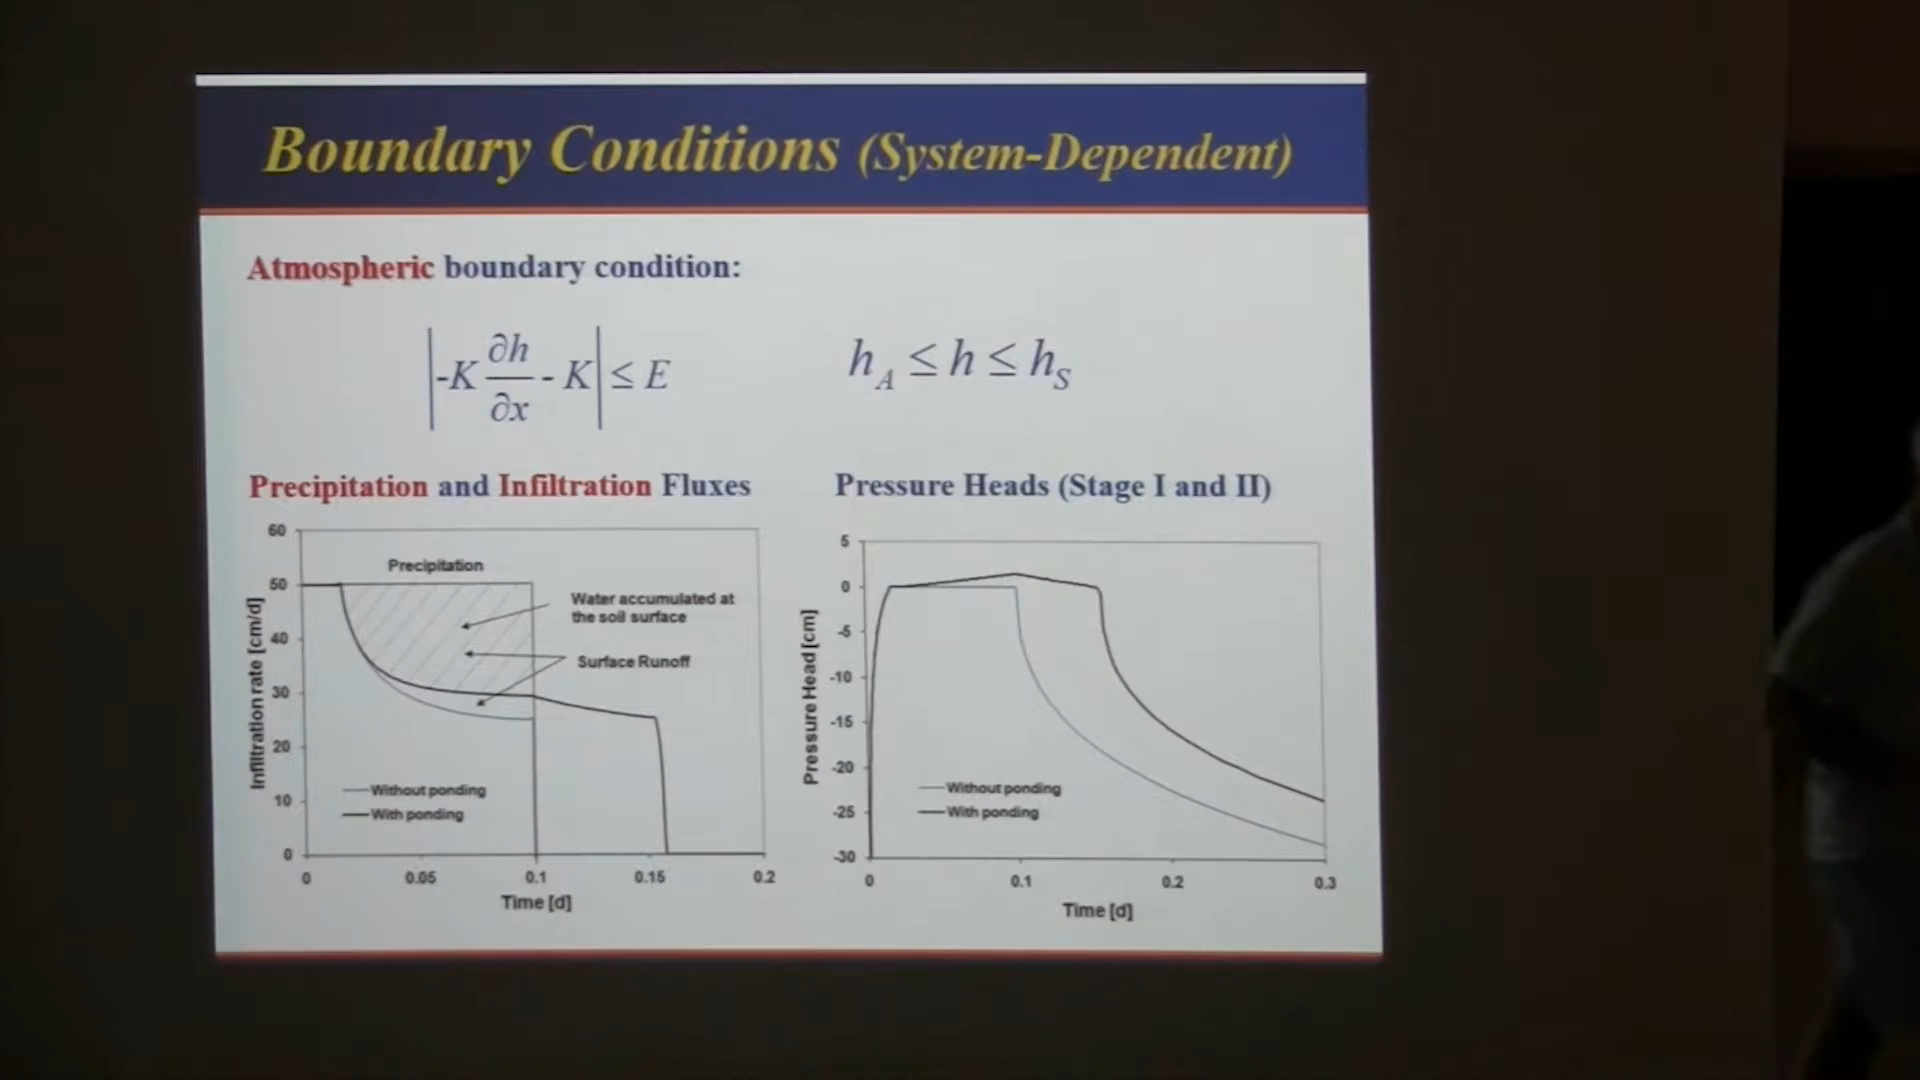 Boundary Conditions (System-Dependent)
Atmospheric boundary condition:
|-K ∂h/∂x - K| ≤ E
h_A ≤ h ≤ h_S
Precipitation and Infiltration Fluxes
60
50
40
30
20
10
0
Infiltration rate [cm/d]
Precipitation
Water accumulated at
the soil surface
Surface Runoff
Without ponding
With ponding
0 0.05 0.1 0.15 0.2
Time [d]
Pressure Heads (Stage I and II)
5
0
-5
-10
-15
-20
-25
-30
Pressure Head [cm]
Without ponding
With ponding
0 0.1 0.2 0.3
Time [d]